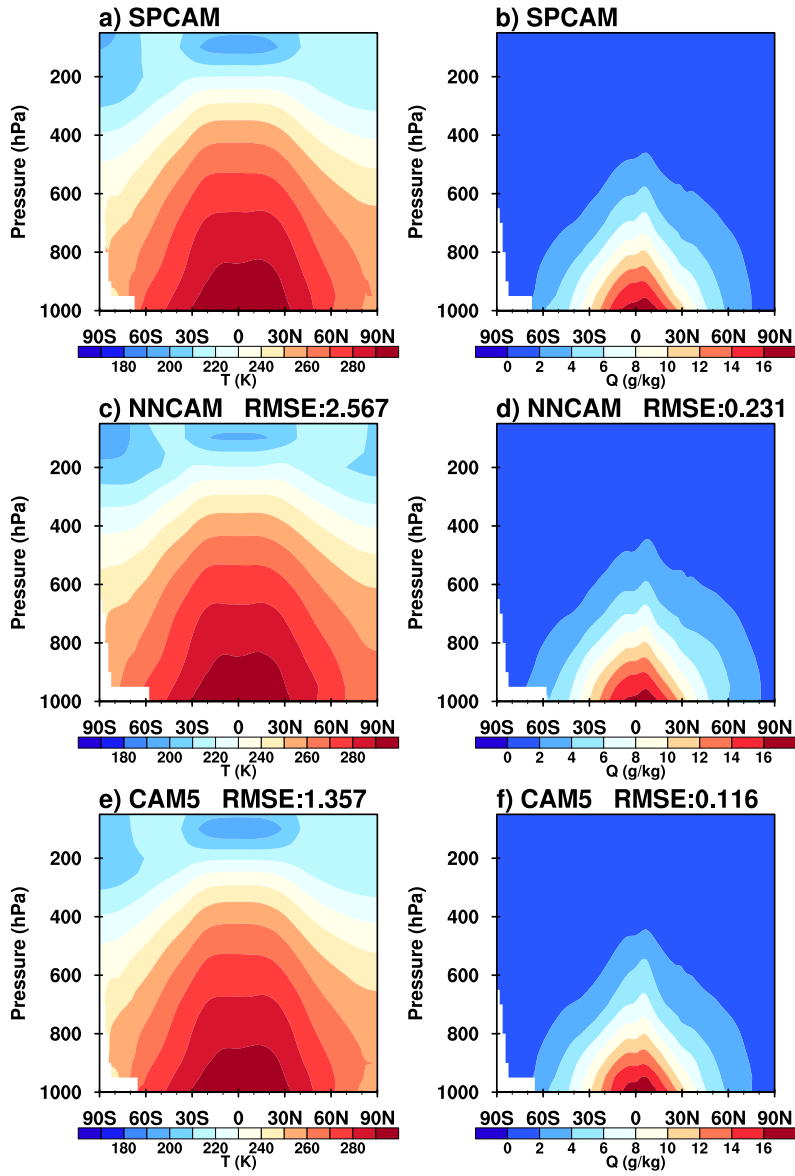 a) SPCAM
b) SPCAM
Pressure (hPa)
200
400
600
800
1000
90S 60S 30S 0 30N 60N 90N
180 200 220 240 260 280
T (K)
Pressure (hPa)
200
400
600
800
1000
90S 60S 30S 0 30N 60N 90N
0 2 4 6 8 10 12 14 16
Q (g/kg)
c) NNCAM RMSE:2.567
d) NNCAM RMSE:0.231
Pressure (hPa)
200
400
600
800
1000
90S 60S 30S 0 30N 60N 90N
180 200 220 240 260 280
T (K)
Pressure (hPa)
200
400
600
800
1000
90S 60S 30S 0 30N 60N 90N
0 2 4 6 8 10 12 14 16
Q (g/kg)
e) CAM5 RMSE:1.357
f) CAM5 RMSE:0.116
Pressure (hPa)
200
400
600
800
1000
90S 60S 30S 0 30N 60N 90N
180 200 220 240 260 280
T (K)
Pressure (hPa)
200
400
600
800
1000
90S 60S 30S 0 30N 60N 90N
0 2 4 6 8 10 12 14 16
Q (g/kg)